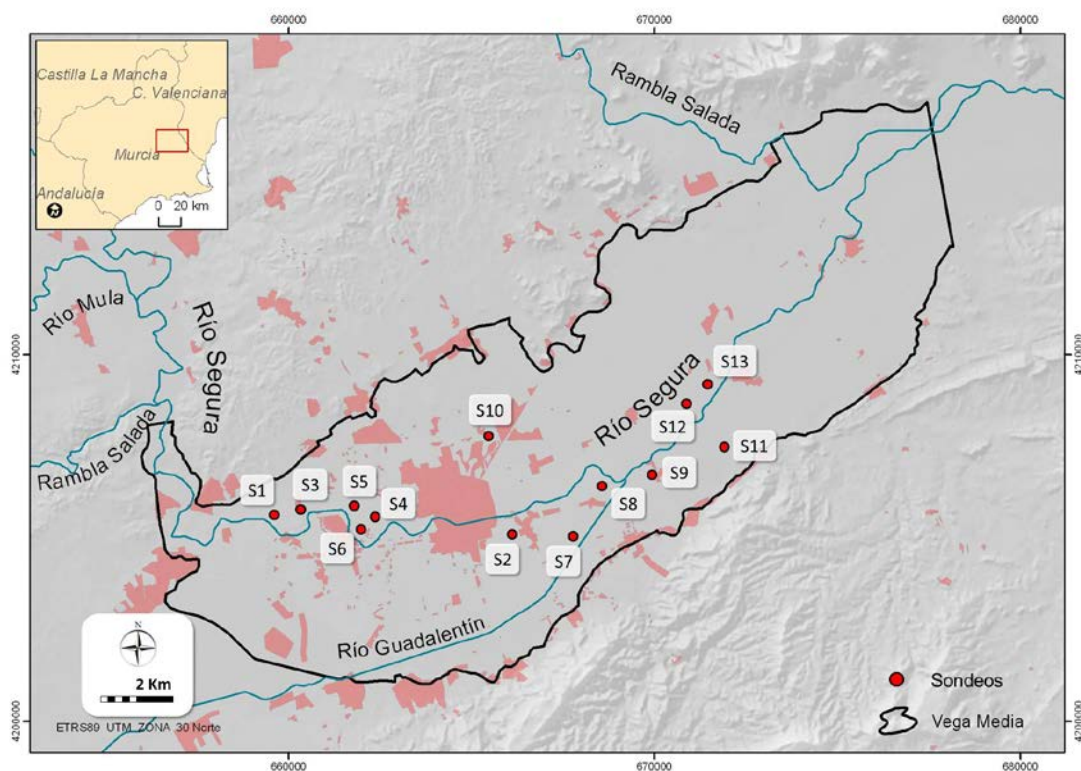 660000
670000
680000
Castilla La Mancha
C. Valenciana
Murcia
Andalucía
N
0 20 km
Rambla Salada
Río Mula
Río Segura
Rambla Salada
4210000
4210000
S13
Río Segura
S10
S12
S11
S9
S5
S1
S3
S4
S8
S6
S2
S7
Río Guadalentín
N
2 Km
Sondeos
Vega Media
ETRS89 UTM ZONA 30 Norte
4200000
4200000
660000
670000
680000